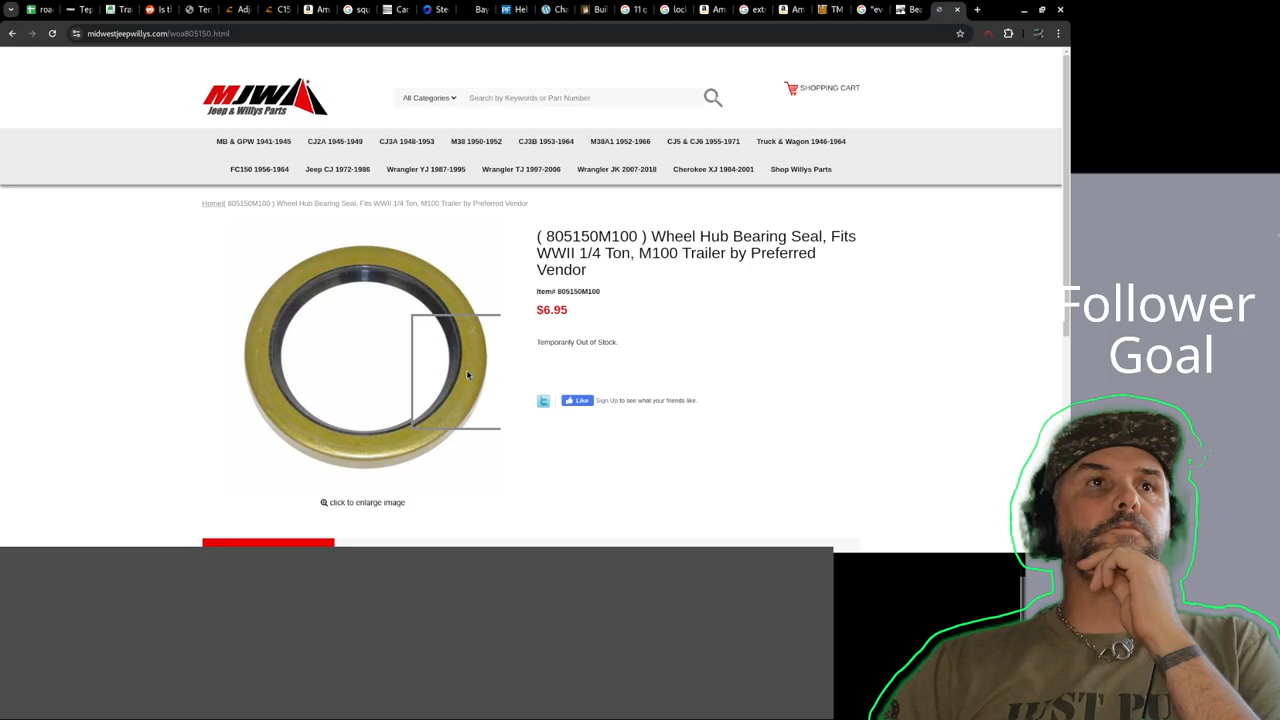 midwestjeepwillys.com/woa805150.html
MJW
Jeep & Willys Parts
All Categories
Search by Keywords or Part Number
SHOPPING CART
MB & GPW 1941-1945 CJ2A 1945-1949 CJ3A 1948-1953 M38 1950-1952 CJ3B 1953-1964 M38A1 1952-1966 CJ5 & CJ6 1955-1971 Truck & Wagon 1946-1964
FC150 1956-1964 Jeep CJ 1972-1986 Wrangler YJ 1987-1995 Wrangler TJ 1997-2006 Wrangler JK 2007-2018 Cherokee XJ 1984-2001 Shop Willys Parts
Home|( 805150M100 ) Wheel Hub Bearing Seal, Fits WWII 1/4 Ton, M100 Trailer by Preferred Vendor
( 805150M100 ) Wheel Hub Bearing Seal, Fits
WWII 1/4 Ton, M100 Trailer by Preferred
Vendor
Item# 805150M100
$6.95
Temporarily Out of Stock.
Like Sign Up to see what your friends like.
click to enlarge image
Follower
Goal